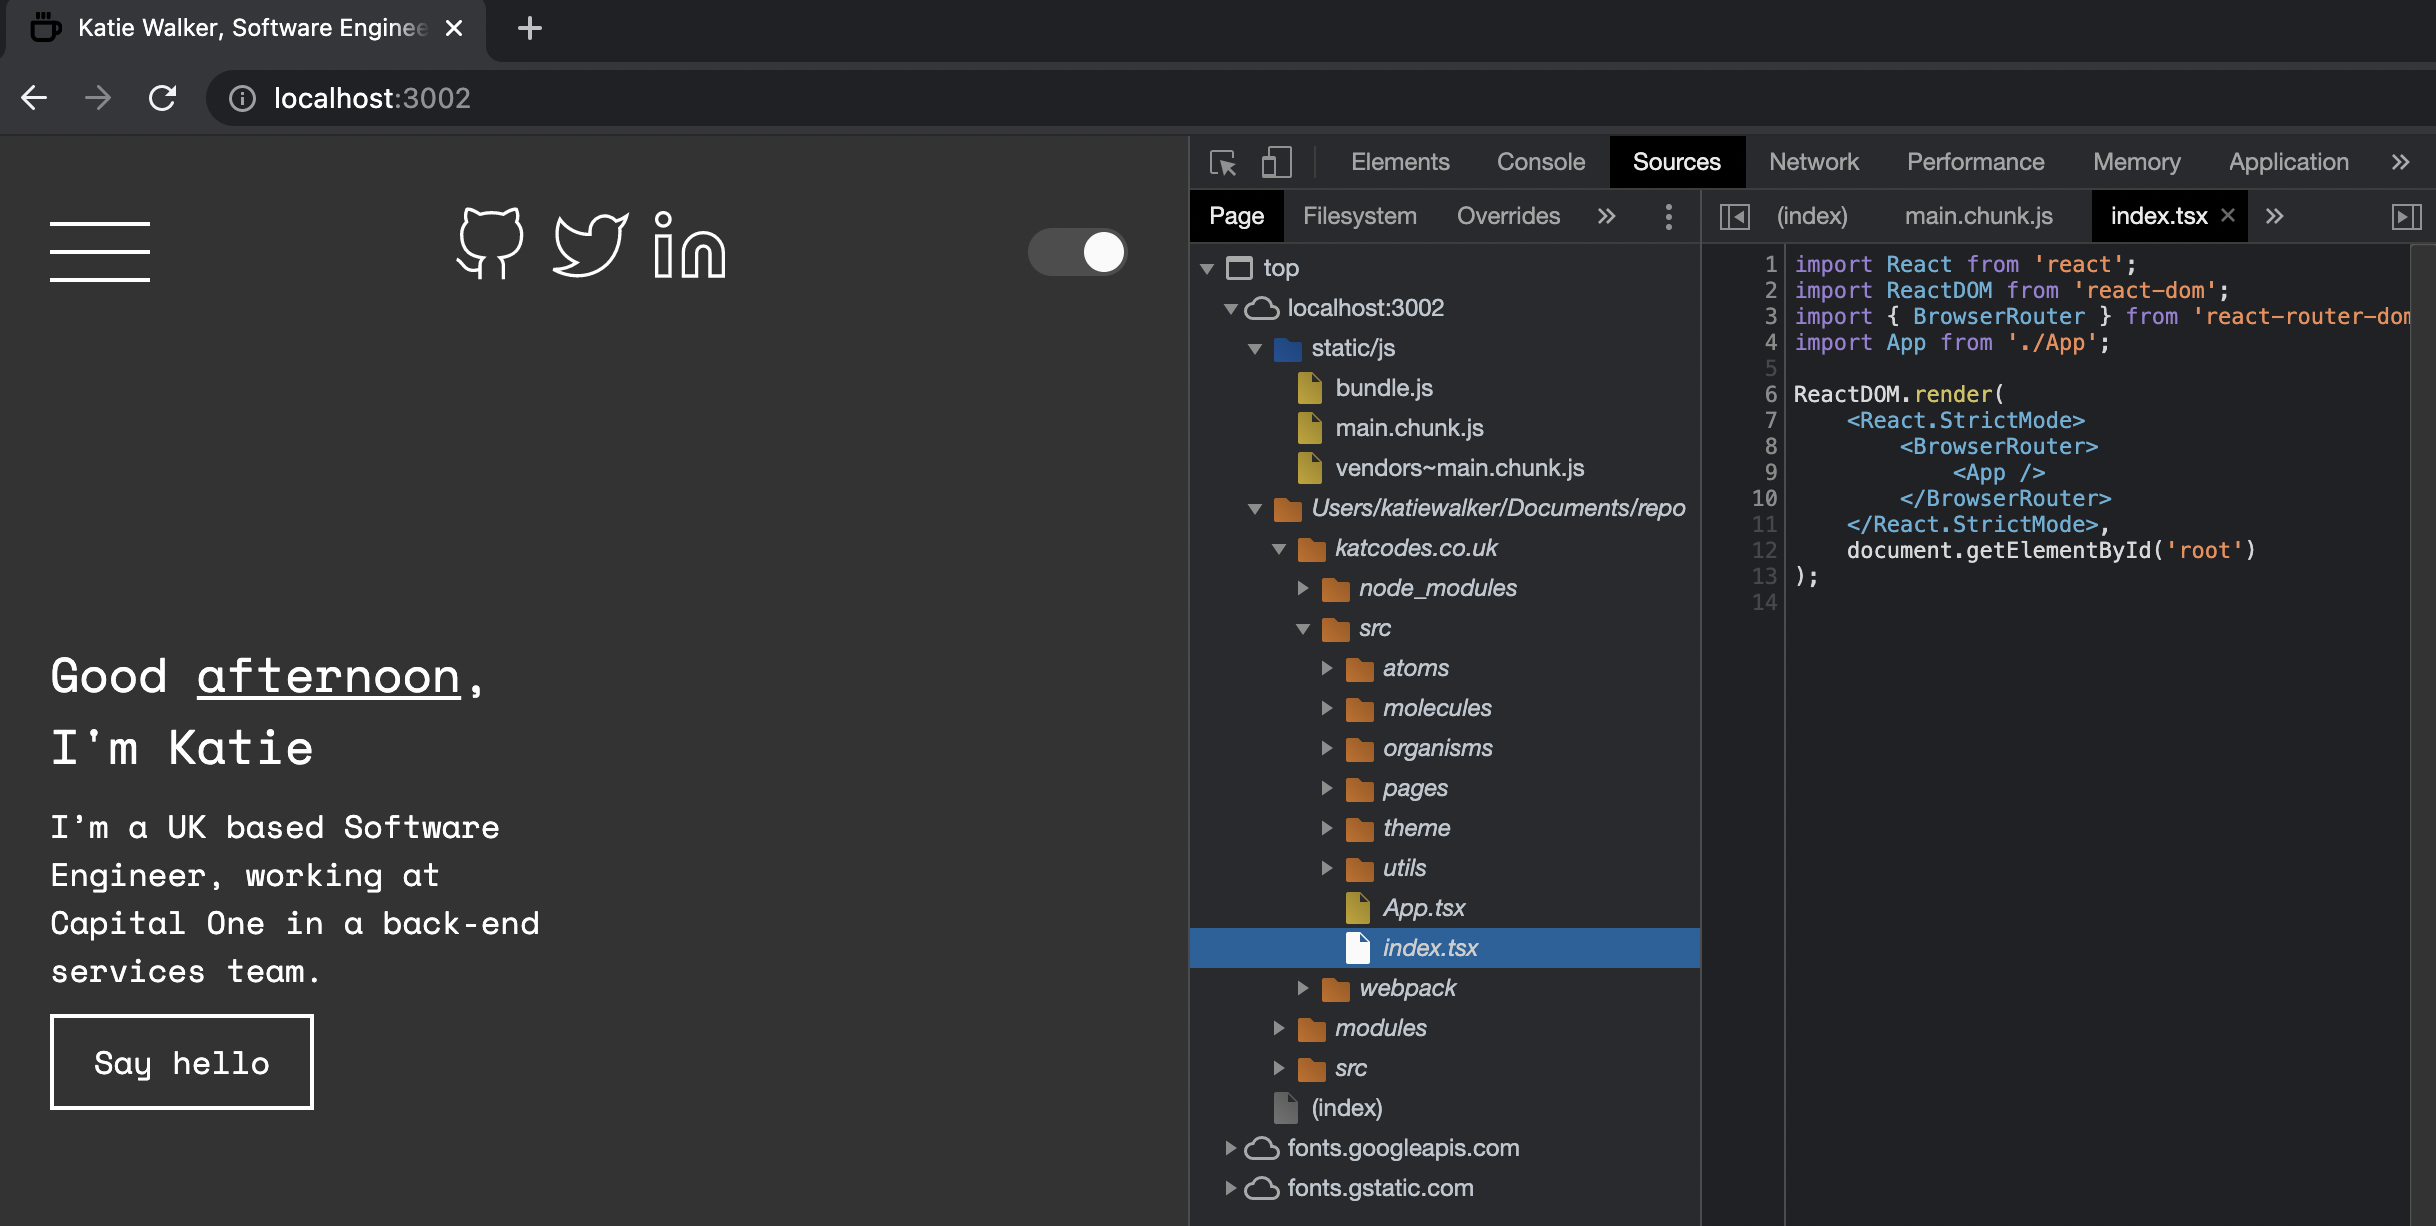 Katie Walker, Software Enginee
localhost:3002
Good afternoon,
I'm Katie
I'm a UK based Software
Engineer, working at
Capital One in a back-end
services team.
Say hello
Elements Console Sources Network Performance Memory Application »
Page Filesystem Overrides »
top
localhost:3002
static/js
bundle.js
main.chunk.js
vendors~main.chunk.js
Users/katiewalker/Documents/repo
katcodes.co.uk
node_modules
src
atoms
molecules
organisms
pages
theme
utils
App.tsx
index.tsx
webpack
modules
src
(index)
fonts.googleapis.com
fonts.gstatic.com
(index) main.chunk.js index.tsx »
1 import React from 'react';
2 import ReactDOM from 'react-dom';
3 import { BrowserRouter } from 'react-router-dom
4 import App from './App';
5
6 ReactDOM.render(
7 <React.StrictMode>
8 <BrowserRouter>
9 <App />
10 </BrowserRouter>
11 </React.StrictMode>,
12 document.getElementById('root')
13 );
14